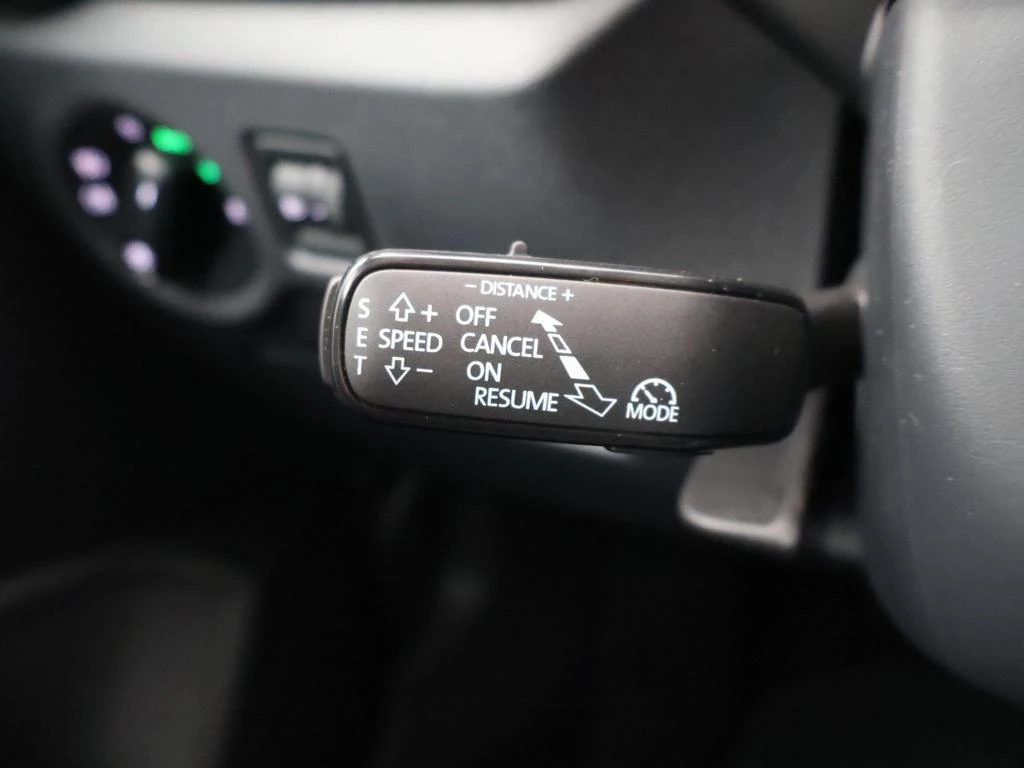 − DISTANCE +
S + OFF
E SPEED CANCEL
T − ON
RESUME
MODE